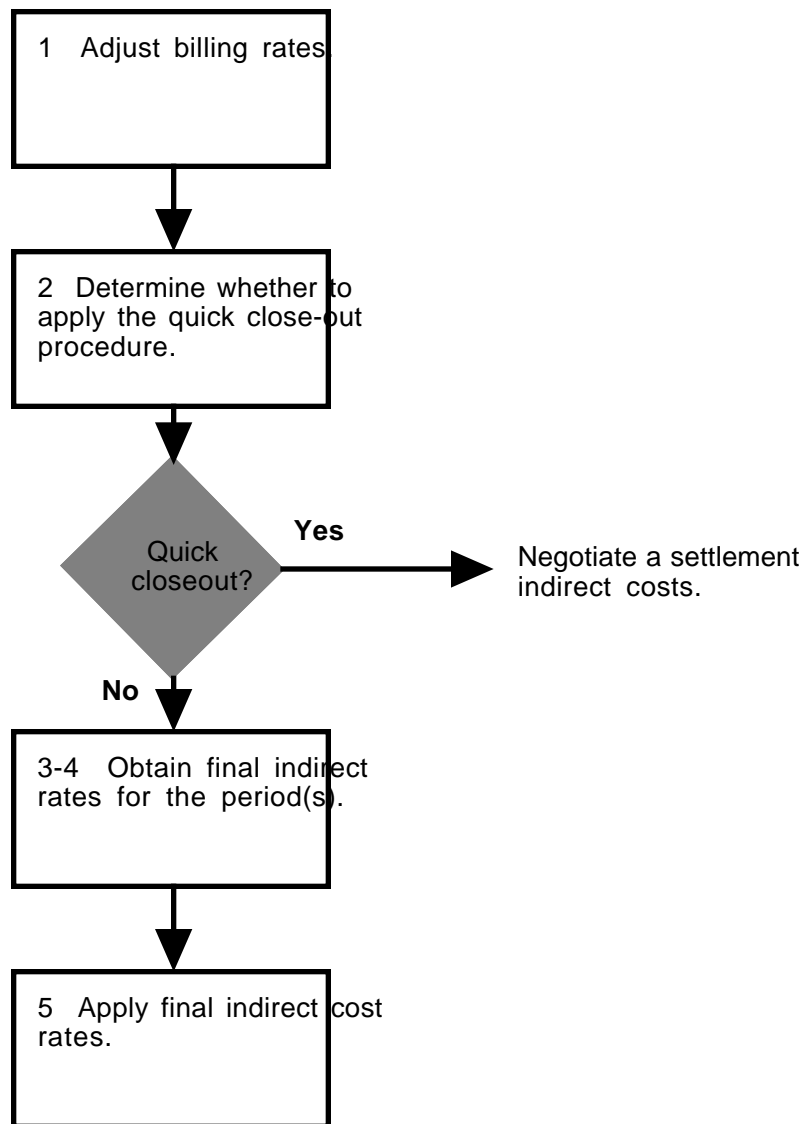 1 Adjust billing rates.
2 Determine whether to
apply the quick close-out
procedure.
Quick
closeout?
Yes
Negotiate a settlement
indirect costs.
No
3-4 Obtain final indirect
rates for the period(s).
5 Apply final indirect cost
rates.